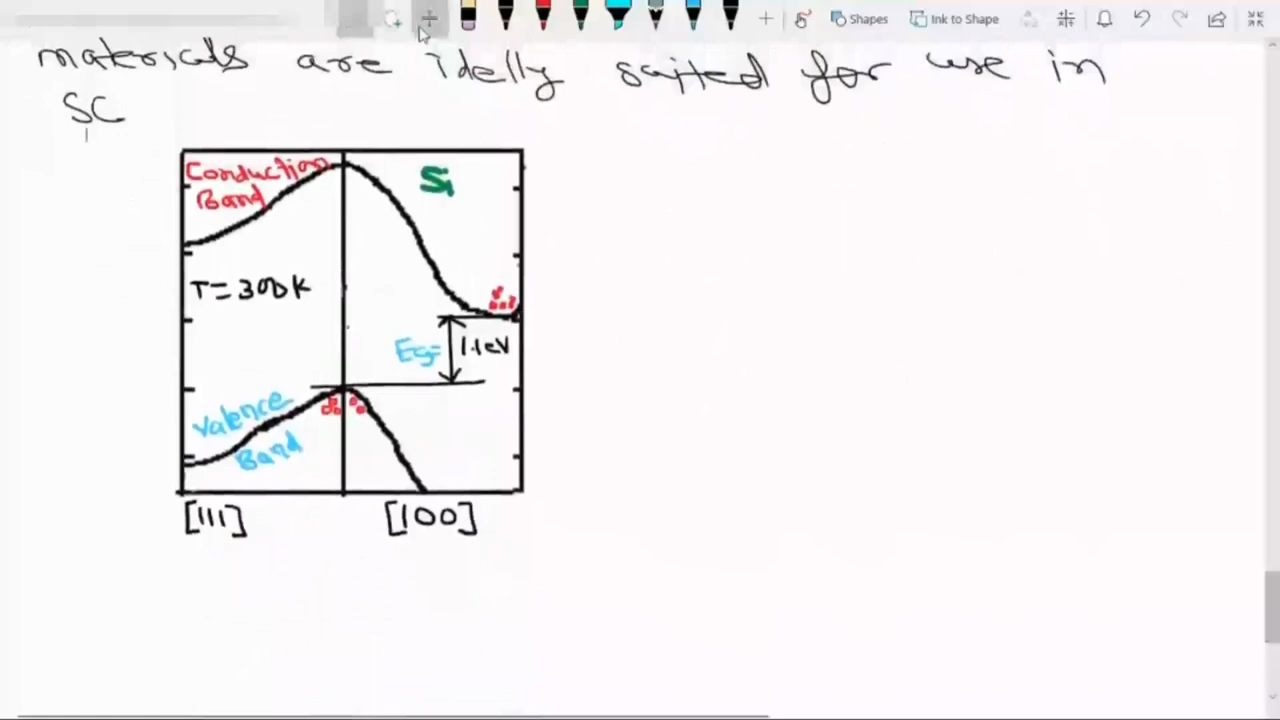 Shapes
Ink to Shape
materials are idelly suited for use in
SC
Conduction
Band
Si
T = 300k
Eg=
1.1eV
Valence
Band
[111]
[100]